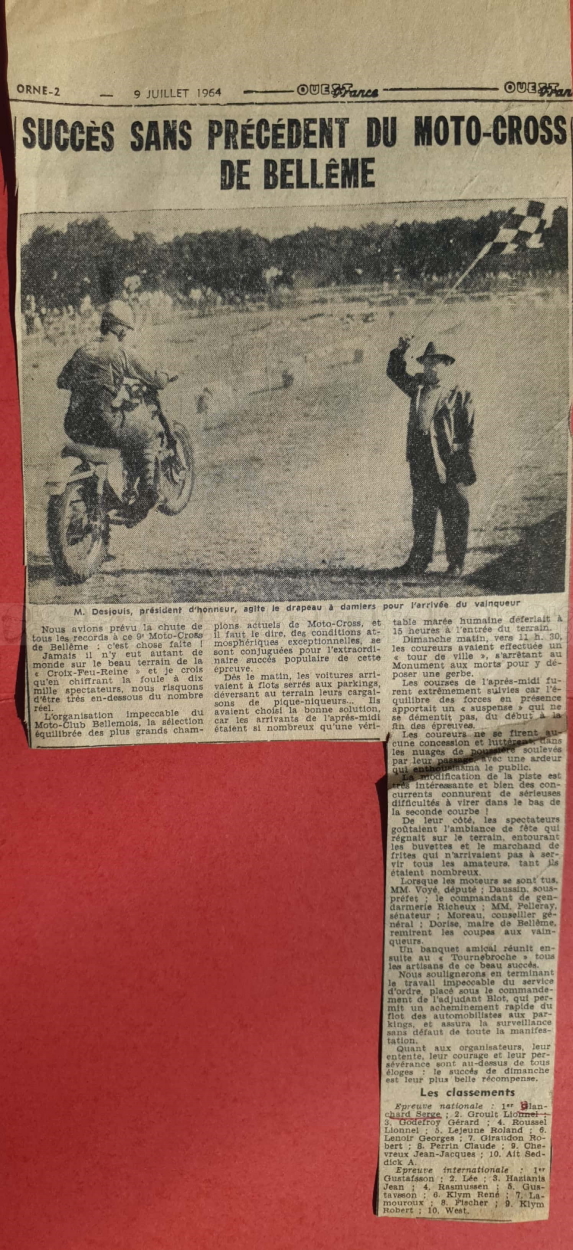 ORNE-2 — 9 JUILLET 1964 OUEST France OUEST Fran
SUCCÈS SANS PRÉCÉDENT DU MOTO-CROSS
DE BELLÊME
M. Desjouis, président d'honneur, agite le drapeau à damiers pour l'arrivée du vainqueur
Nous avions prévu la chute de
tous les records à ce 9e Moto-Cross
de Bellême ; c'est chose faite !
Jamais il n'y eut autant de
monde sur le beau terrain de la
« Croix-Feu-Reine » et je crois
qu'en chiffrant la foule à dix
mille spectateurs, nous risquons
d'être très en-dessous du nombre
réel.
L'organisation impeccable du
Moto-Club Bellemois, la sélection
équilibrée des plus grands cham-
pions actuels de Moto-Cross, et
il faut le dire, des conditions at-
mosphériques exceptionnelles, se
sont conjuguées pour l'extraordi-
naire succès populaire de cette
épreuve.
Dès le matin, les voitures arri-
vaient à flots serrés aux parkings,
déversant au terrain leurs cargai-
sons de pique-niqueurs... Ils
avaient choisi la bonne solution,
car les arrivants de l'après-midi
étaient si nombreux qu'une véri-
table marée humaine déferlait à
15 heures à l'entrée du terrain.
Dimanche matin, vers 11 h. 30,
les coureurs avaient effectué un
« tour de ville », s'arrêtant au
Monument aux morts pour y dé-
poser une gerbe.
Les courses de l'après-midi fu-
rent extrêmement suivies car l'é-
quilibre des forces en présence
apportait un « suspense » qui ne
se démentit pas, du début à la
fin des épreuves.
Les coureurs ne se firent au-
cune concession et luttèrent dans
les nuages de poussière soulevés
par leur passage, avec une ardeur
qui enthousiasma le public.
La modification de la piste est
très intéressante et bien des con-
currents connurent de sérieuses
difficultés à virer dans le bas de
la seconde courbe !
De leur côté, les spectateurs
goûtaient l'ambiance de fête qui
régnait sur le terrain, entourant
les buvettes et le marchand de
frites qui n'arrivaient pas à ser-
vir tous les amateurs, tant ils
étaient nombreux.
Lorsque les moteurs se sont tus,
MM. Voyé, député ; Daussin, sous-
préfet ; le commandant de gen-
darmerie Richeux ; MM. Pelleray,
sénateur ; Moreau, conseiller gé-
néral ; Dorise, maire de Bellême,
remirent les coupes aux vain-
queurs.
Un banquet amical réunit en-
suite au « Tournebroche » tous
les artisans de ce beau succès.
Nous soulignerons en terminant
le travail impeccable du service
d'ordre, placé sous le commande-
ment de l'adjudant Blot, qui per-
mit un acheminement rapide du
flot des automobilistes aux par-
kings, et assura la surveillance
sans défaut de toute la manifes-
tation.
Quant aux organisateurs, leur
entente, leur courage et leur per-
sévérance sont au-dessus de tous
éloges : le succès de dimanche
est leur plus belle récompense.
Les classements
Epreuve nationale : 1er Blan-
chard Serge ; 2. Groult Lionnel ;
3. Godefroy Gérard ; 4. Roussel
Lionnel ; 5. Lejeune Roland ; 6.
Lenoir Georges ; 7. Giraudon Ro-
bert ; 8. Perrin Claude ; 9. Che-
vreux Jean-Jacques ; 10. Aït Sed-
dick A.
Epreuve internationale : 1er
Gustafsson ; 2. Lée ; 3. Hazianis
Jean ; 4. Rasmussen ; 5. Gus-
tavsson ; 6. Klym René ; 7. La-
mouroux ; 8. Fischer ; 9. Klym
Robert ; 10. West.